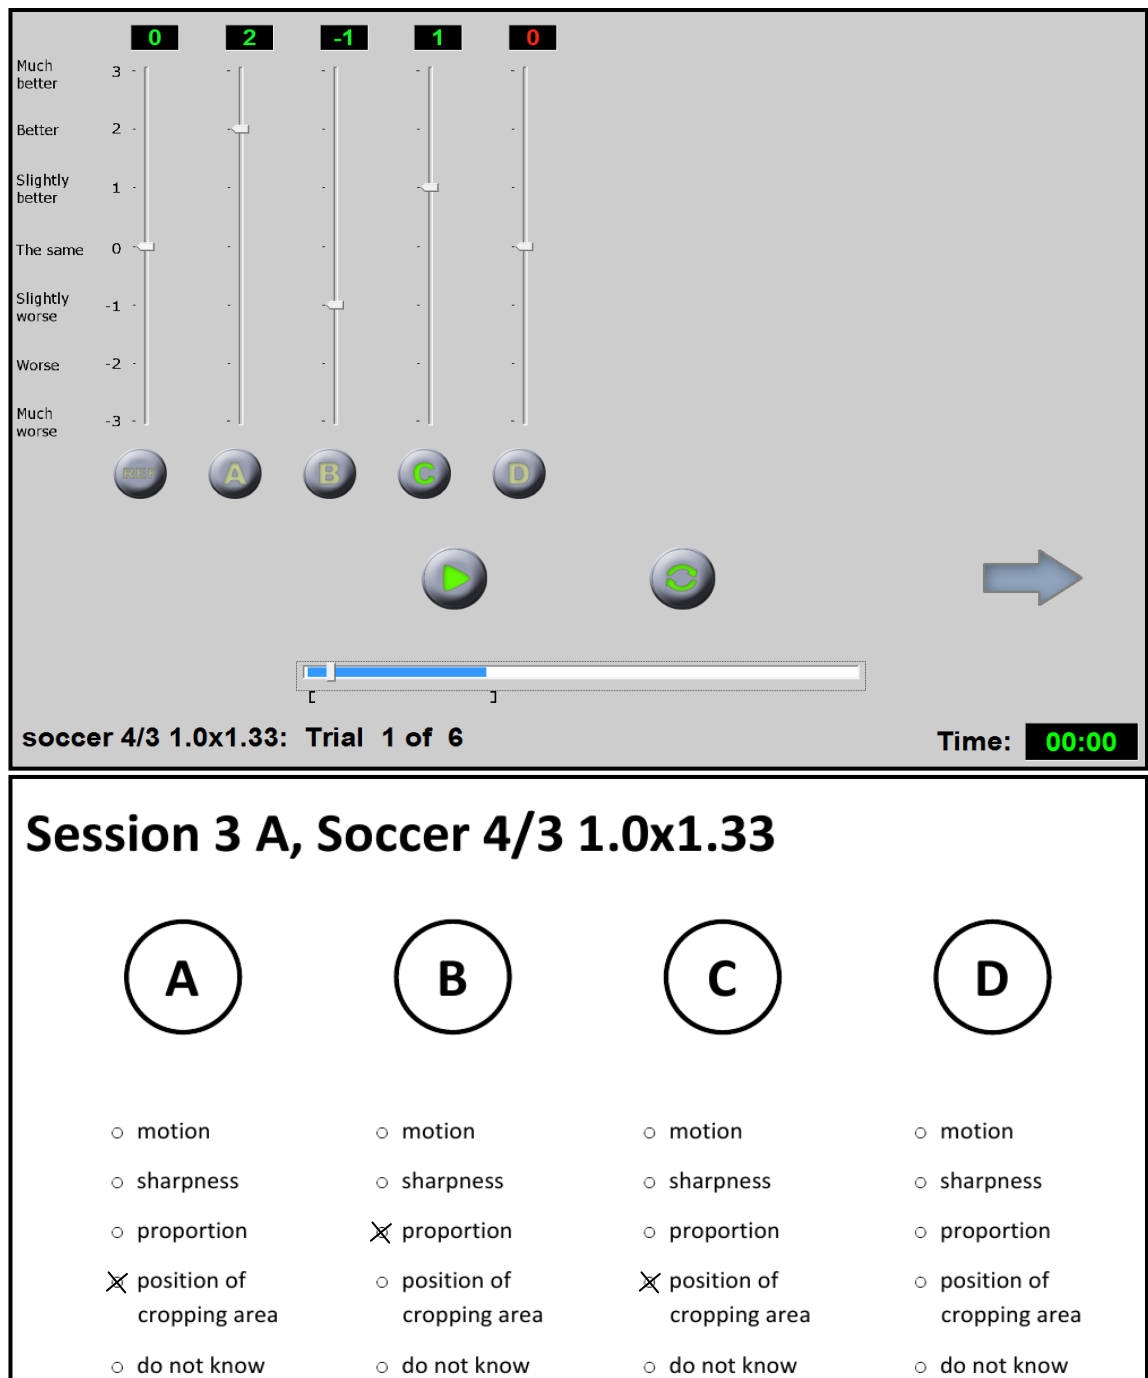 0 2 -1 1 0
Much
better
3
Better 2
Slightly
better
1
The same 0
Slightly
worse
-1
Worse -2
Much
worse
-3
REF A B C D
soccer 4/3 1.0x1.33: Trial 1 of 6
Time: 00:00
Session 3 A, Soccer 4/3 1.0x1.33
A B C D
motion motion motion motion
sharpness sharpness sharpness sharpness
proportion proportion proportion proportion
position of position of position of position of
cropping area cropping area cropping area cropping area
do not know do not know do not know do not know